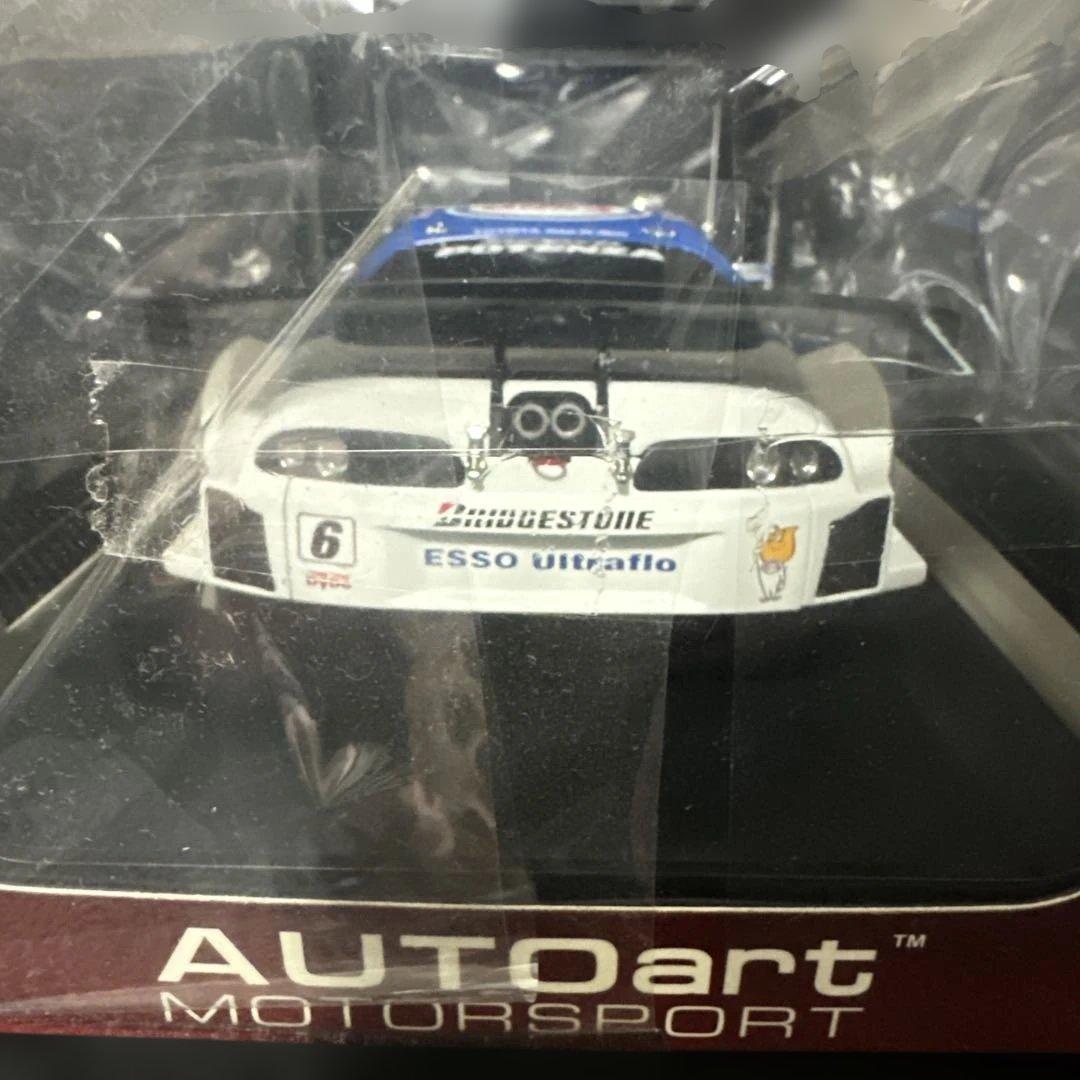 BRIDGESTONE
6
ESSO Ultraflo
AUTOart™
MOTORSPORT